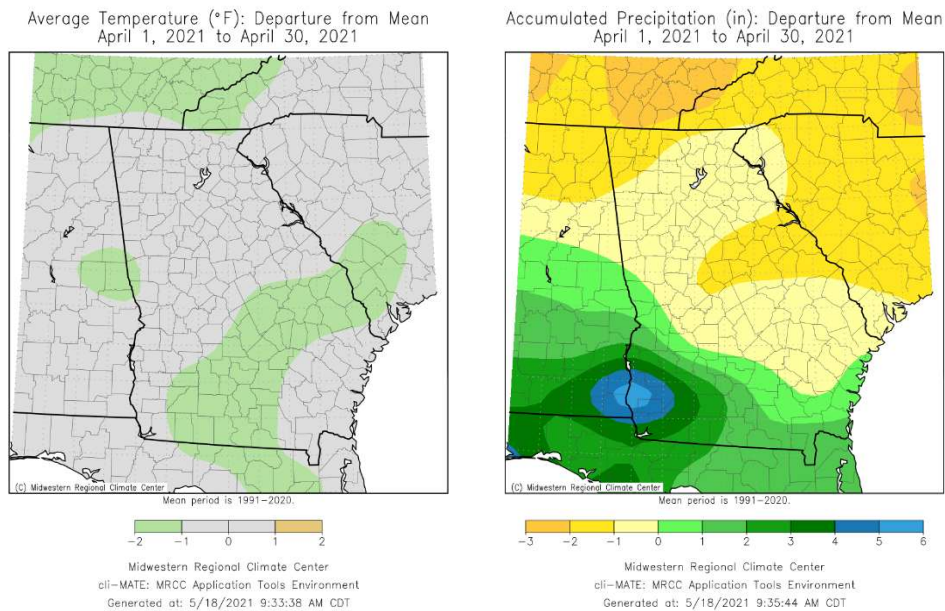 Average Temperature (°F): Departure from Mean
April 1, 2021 to April 30, 2021
(C) Midwestern Regional Climate Center
Mean period is 1991-2020.
-2 -1 0 1 2
Midwestern Regional Climate Center
cli-MATE: MRCC Application Tools Environment
Generated at: 5/18/2021 9:33:38 AM CDT
Accumulated Precipitation (in): Departure from Mean
April 1, 2021 to April 30, 2021
(C) Midwestern Regional Climate Center
Mean period is 1991-2020.
-3 -2 -1 0 1 2 3 4 5 6
Midwestern Regional Climate Center
cli-MATE: MRCC Application Tools Environment
Generated at: 5/18/2021 9:35:44 AM CDT